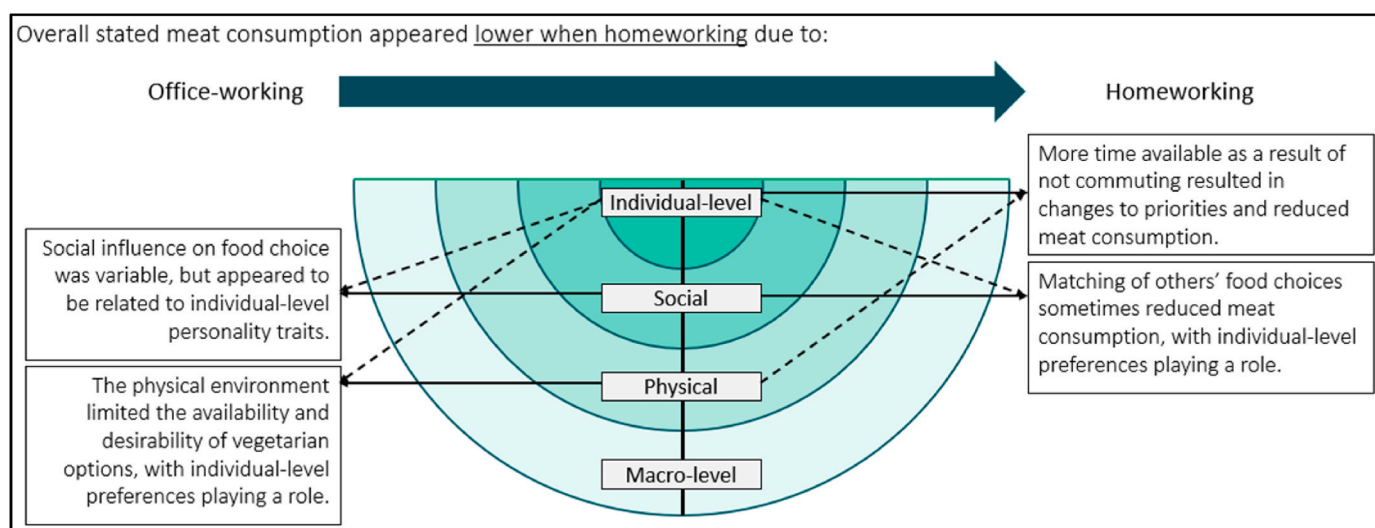 Overall stated meat consumption appeared lower when homeworking due to:
Office-working
Homeworking
More time available as a result of
not commuting resulted in
changes to priorities and reduced
meat consumption.
Individual-level
Social influence on food choice
was variable, but appeared to
be related to individual-level
personality traits.
Social
Matching of others’ food choices
sometimes reduced meat
consumption, with individual-level
preferences playing a role.
The physical environment
limited the availability and
desirability of vegetarian
options, with individual-level
preferences playing a role.
Physical
Macro-level